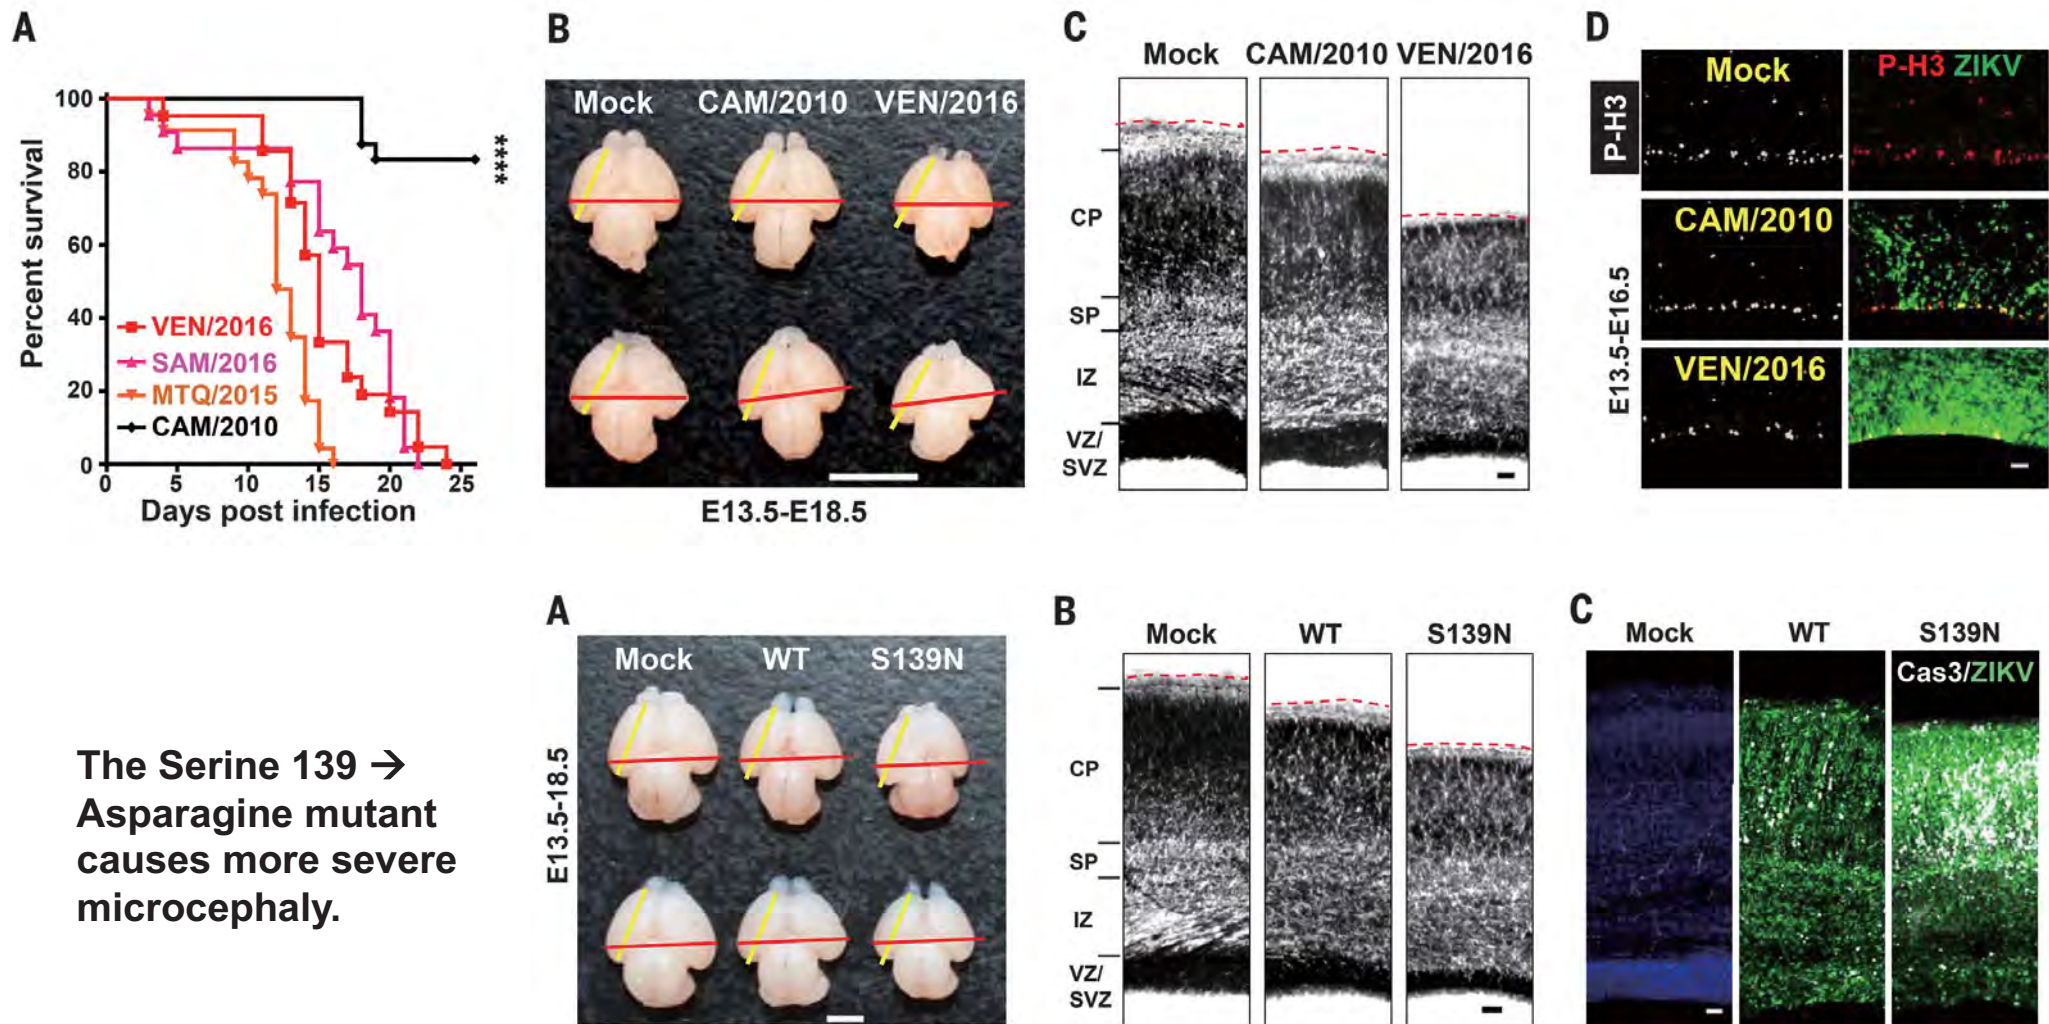 A
Percent survival
100
80
60
40
20
0
VEN/2016
SAM/2016
MTQ/2015
CAM/2010
****
0 5 10 15 20 25
Days post infection
B
Mock CAM/2010 VEN/2016
E13.5-E18.5
C
Mock CAM/2010 VEN/2016
CP
SP
IZ
VZ/
SVZ
D
P-H3
E13.5-E16.5
Mock
P-H3 ZIKV
CAM/2010
VEN/2016
The Serine 139 →
Asparagine mutant
causes more severe
microcephaly.
A
E13.5-18.5
Mock WT S139N
B
Mock WT S139N
CP
SP
IZ
VZ/
SVZ
C
Mock WT S139N
Cas3/ZIKV